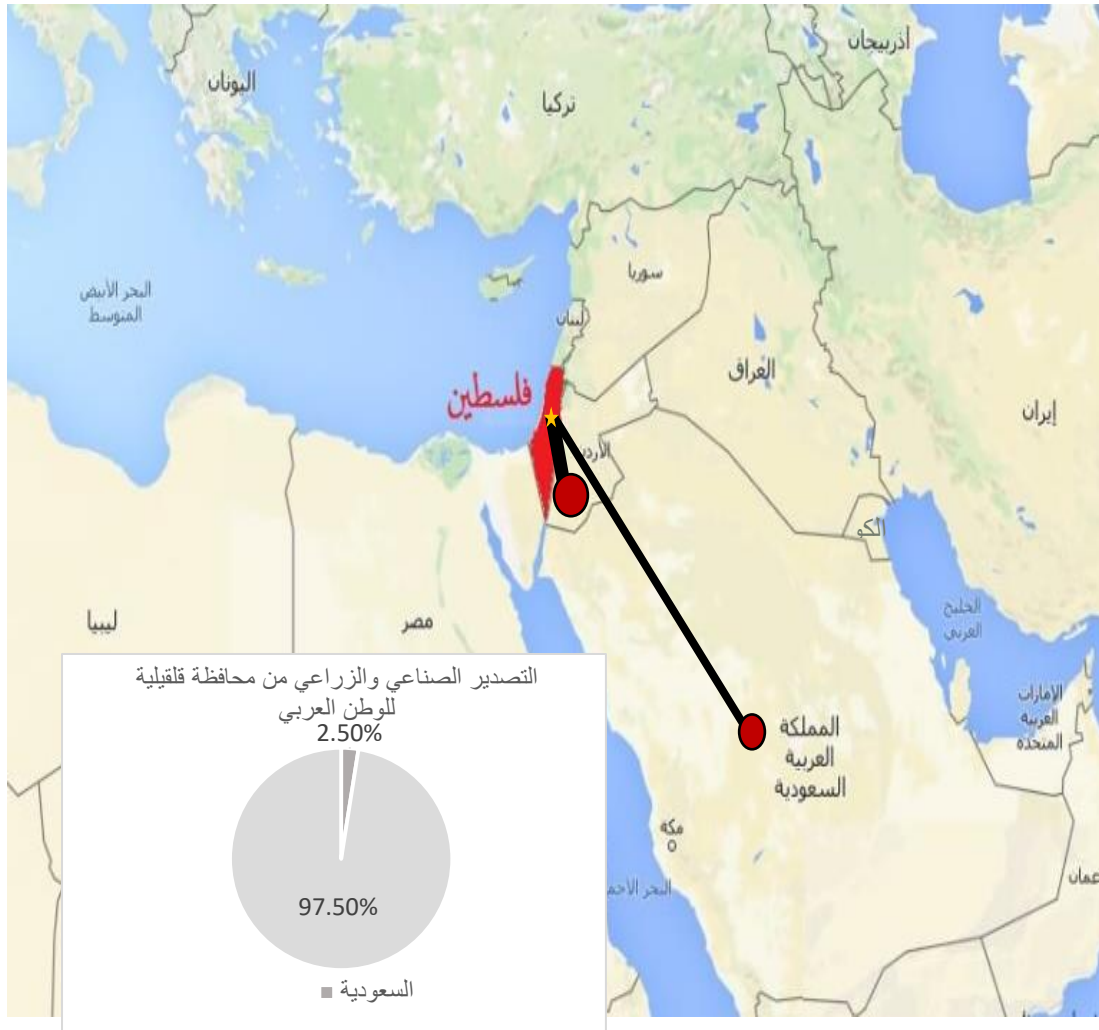 أذربيجان
اليونان
تركيا
سوريا
البحر الأبيض
المتوسط
لبنان
العراق
إيران
فلسطين
الأردن
الكو
الخليج
العربي
ليبيا
مصر
الإمارات
العربية
المتحدة
المملكة
العربية
السعودية
مكة
عمان
البحر الأحم
التصدير الصناعي والزراعي من محافظة قلقيلية
للوطن العربي
2.50%
97.50%
السعودية